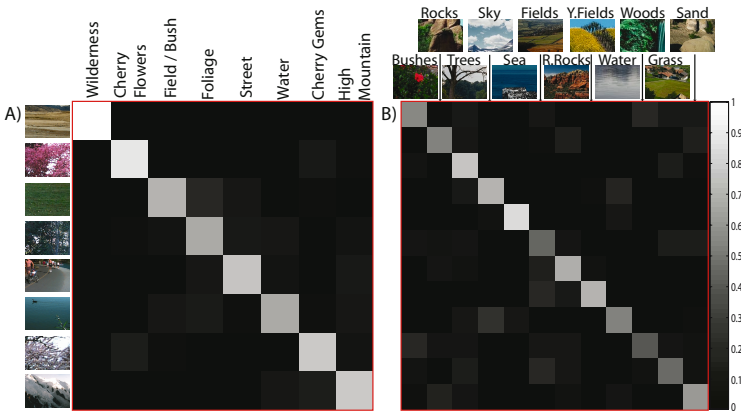 Rocks Sky Fields Y.Fields Woods Sand
Bushes Trees Sea R.Rocks Water Grass
A)
Wilderness
Cherry
Flowers
Field / Bush
Foliage
Street
Water
Cherry Gems
High
Mountain
B)
1
0.9
0.8
0.7
0.6
0.5
0.4
0.3
0.2
0.1
0